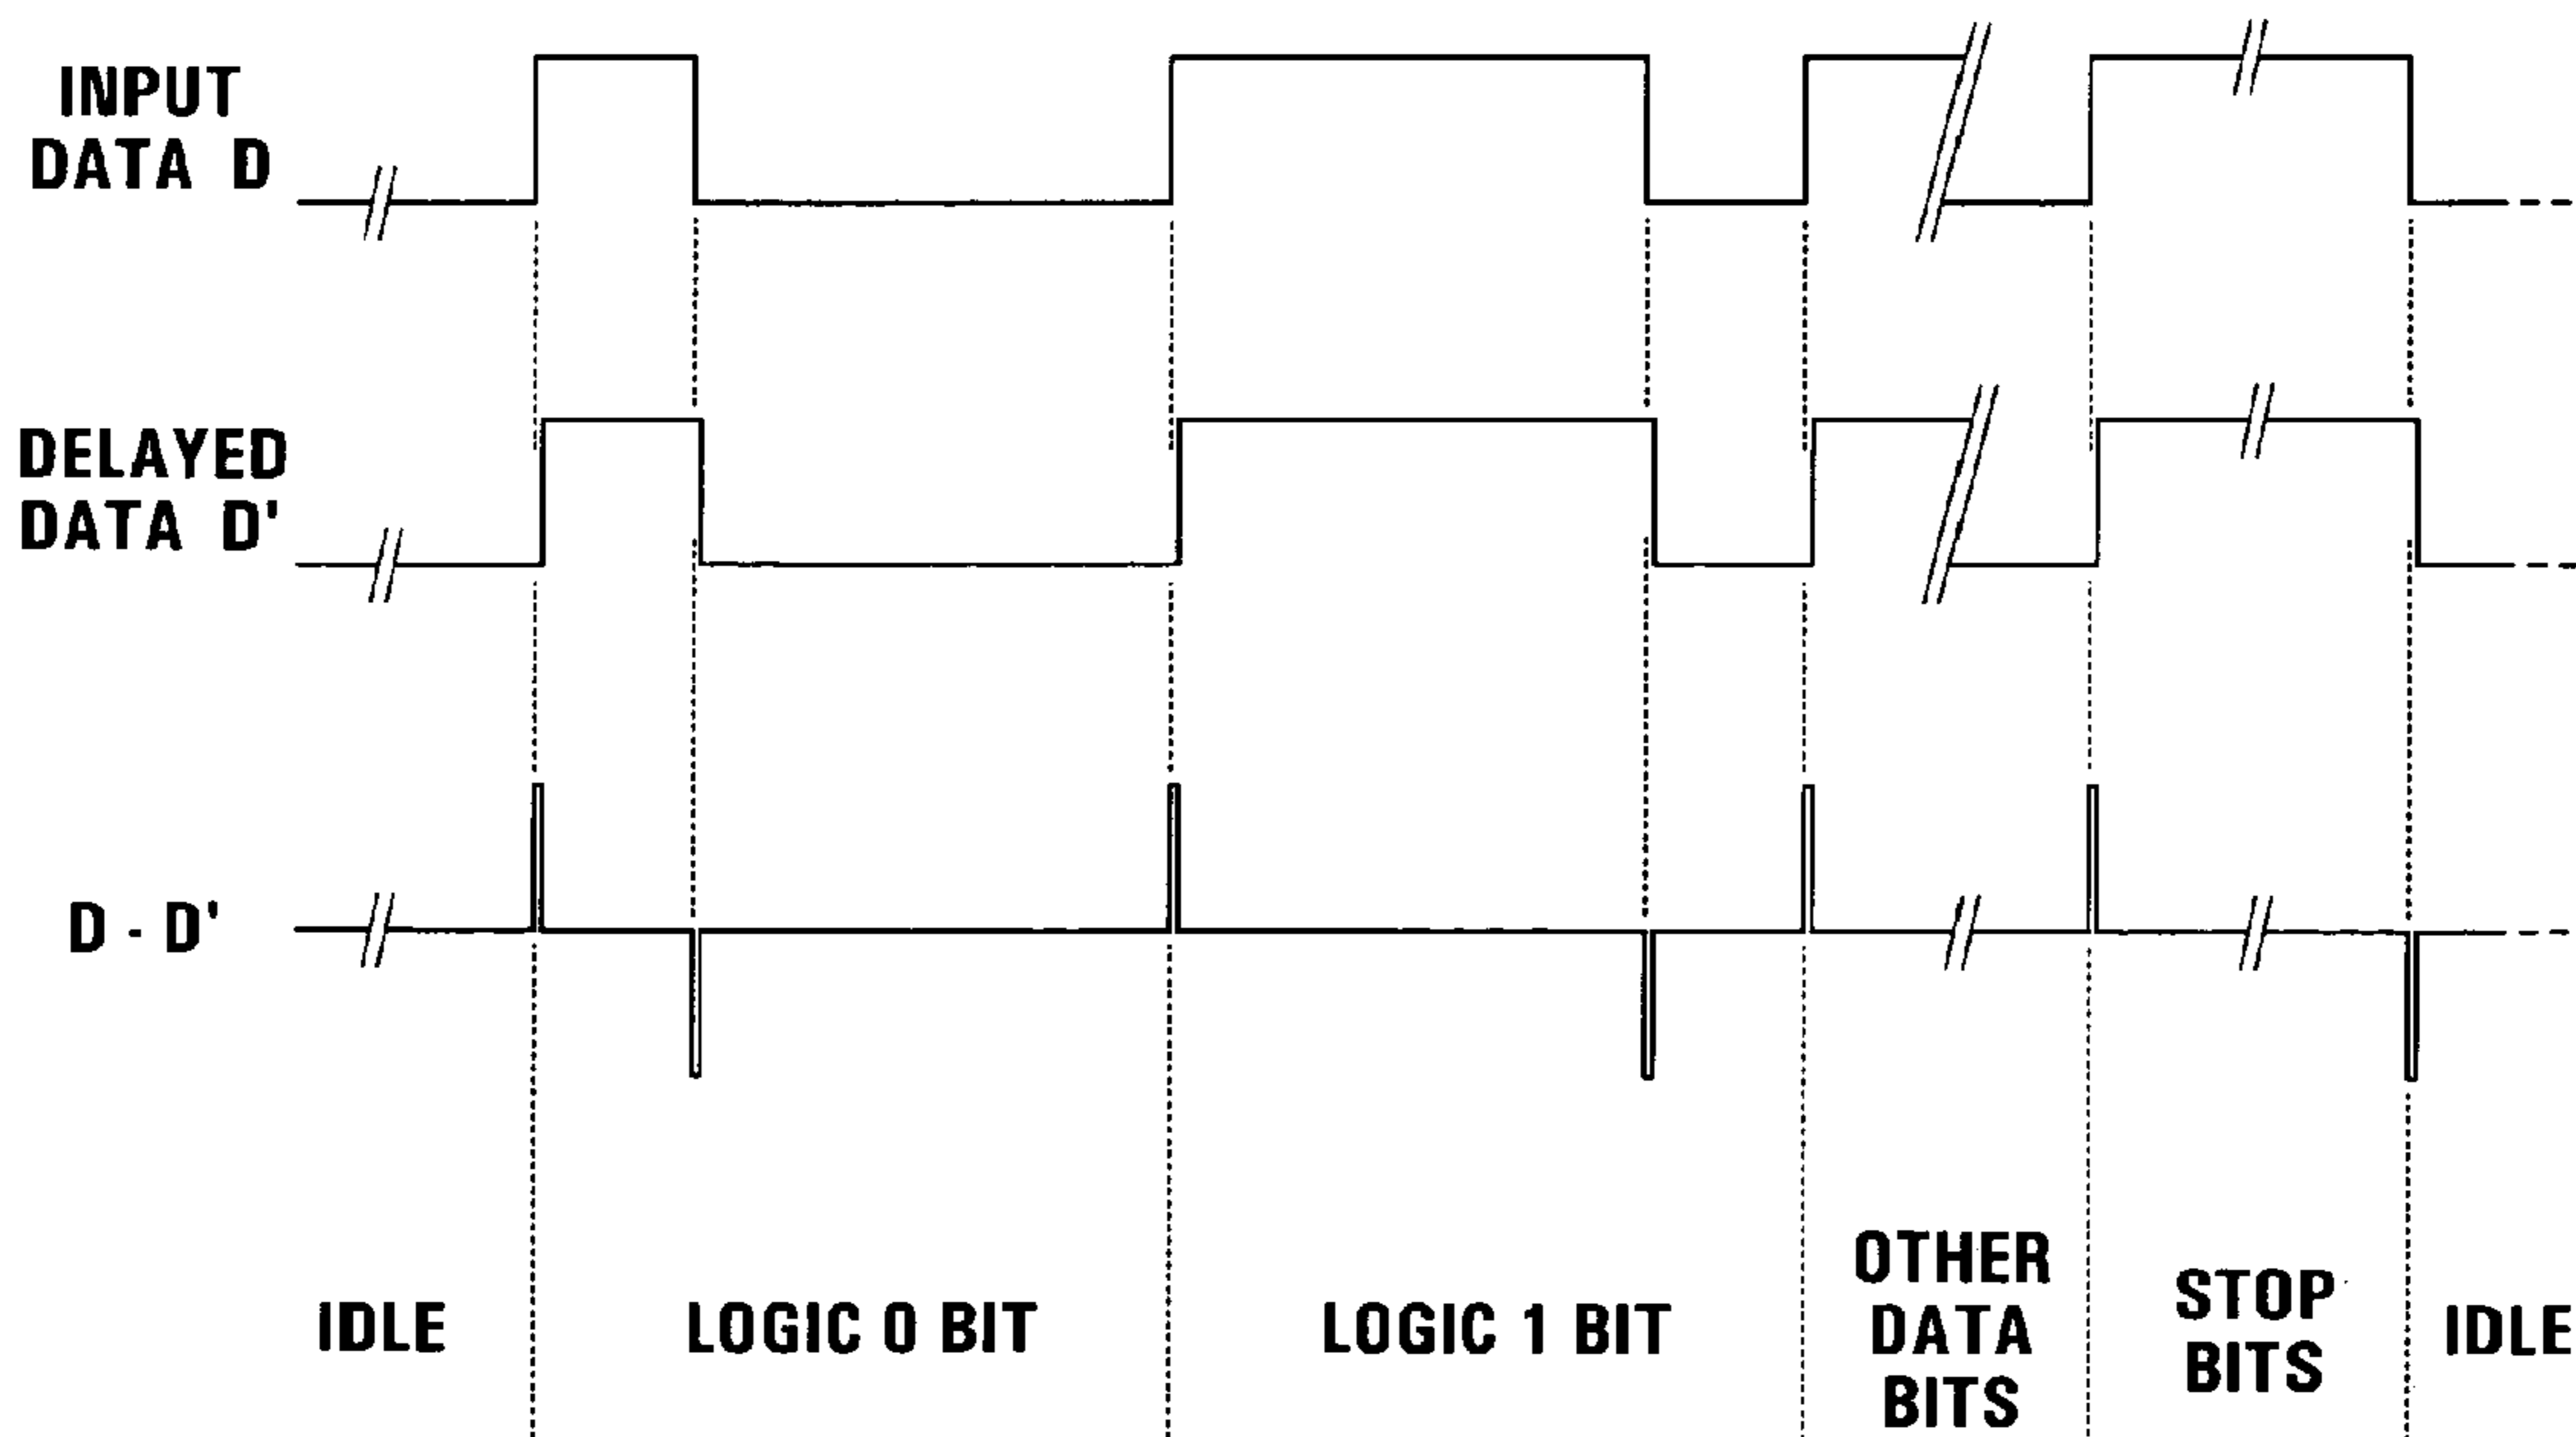 INPUT
DATA D
DELAYED
DATA D'
D - D'
IDLE
LOGIC 0 BIT
LOGIC 1 BIT
OTHER
DATA
BITS
STOP
BITS
IDLE